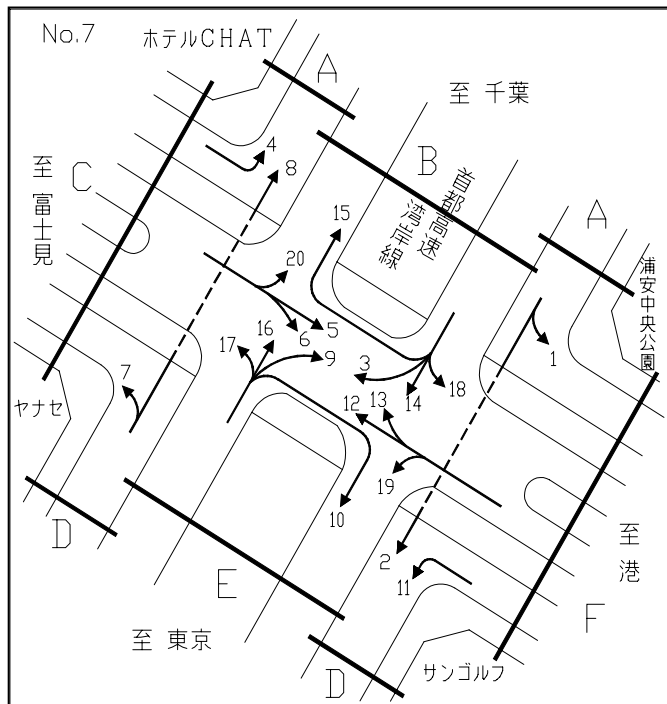 No.7
ホテルCHAT
A
至 千葉
B
C
至 富士見
首都高速
湾岸線
A
浦安中央公園
4
8
15
20
5
6
16
17
9
3
14
18
1
7
13
12
19
ヤナセ
10
2
11
D
E
至 東京
至 港
F
サンゴルフ
D